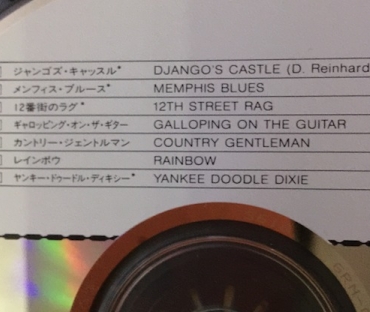 ジャンゴズ・キャッスル* DJANGO'S CASTLE (D. Reinhard
メンフィス・ブルース* MEMPHIS BLUES
12番街のラグ* 12TH STREET RAG
ギャロッピング・オン・ザ・ギター GALLOPING ON THE GUITAR
カントリー・ジェントルマン COUNTRY GENTLEMAN
レインボウ RAINBOW
ヤンキー・ドゥードル・ディキシー* YANKEE DOODLE DIXIE